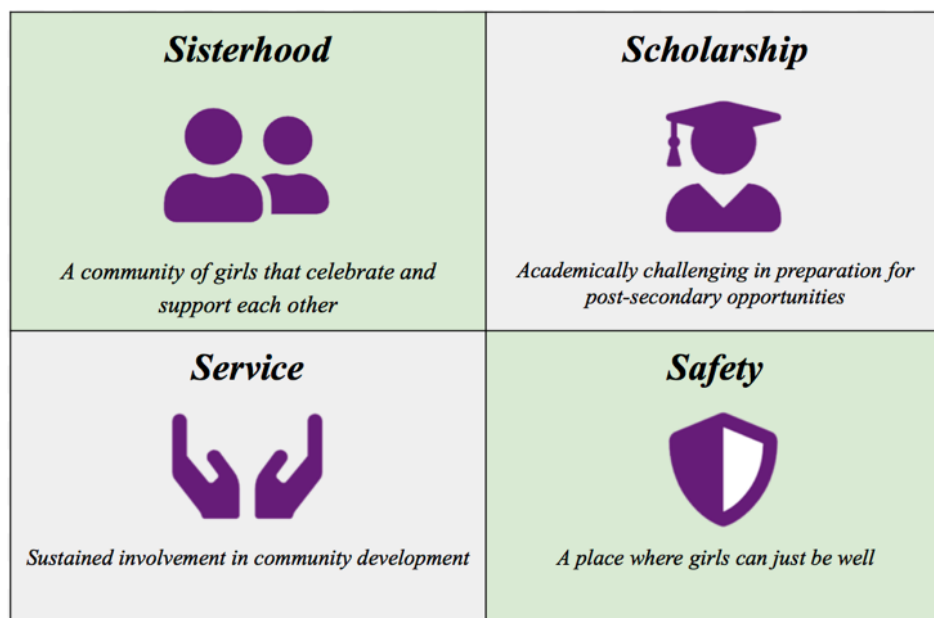 Sisterhood
A community of girls that celebrate and
support each other
Scholarship
Academically challenging in preparation for
post-secondary opportunities
Service
Sustained involvement in community development
Safety
A place where girls can just be well